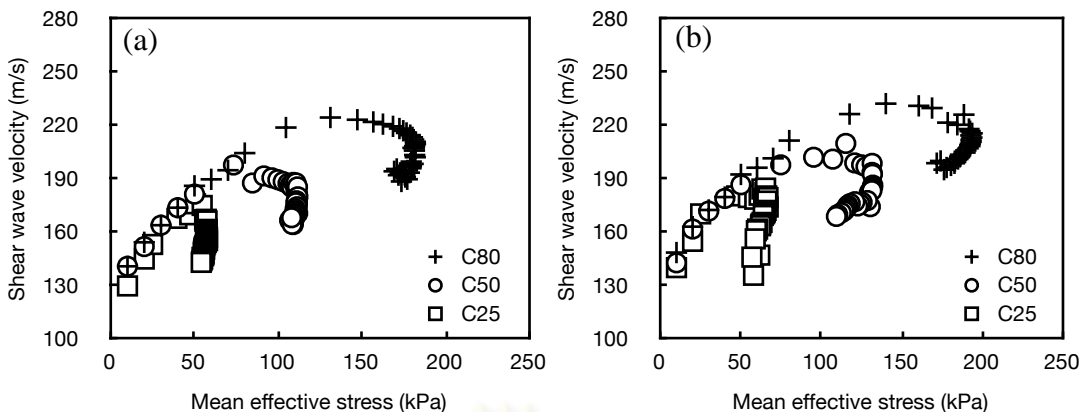 (a)
Shear wave velocity (m/s)
280
250
220
190
160
130
100
0 50 100 150 200 250
Mean effective stress (kPa)
C80
C50
C25
(b)
Shear wave velocity (m/s)
280
250
220
190
160
130
100
0 50 100 150 200 250
Mean effective stress (kPa)
C80
C50
C25